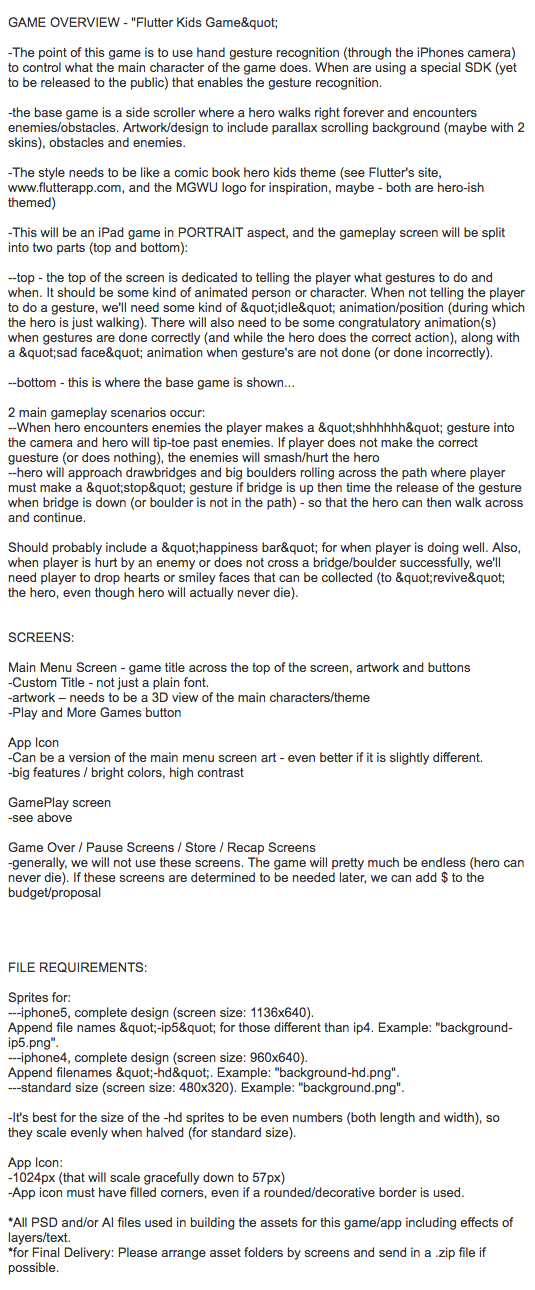 GAME OVERVIEW - "Flutter Kids Game&quot;
-The point of this game is to use hand gesture recognition (through the iPhones camera)
to control what the main character of the game does. When are using a special SDK (yet
to be released to the public) that enables the gesture recognition.
-the base game is a side scroller where a hero walks right forever and encounters
enemies/obstacles. Artwork/design to include parallax scrolling background (maybe with 2
skins), obstacles and enemies.
-The style needs to be like a comic book hero kids theme (see Flutter's site,
www.flutterapp.com, and the MGWU logo for inspiration, maybe - both are hero-ish
themed)
-This will be an iPad game in PORTRAIT aspect, and the gameplay screen will be split
into two parts (top and bottom):
--top - the top of the screen is dedicated to telling the player what gestures to do and
when. It should be some kind of animated person or character. When not telling the player
to do a gesture, we'll need some kind of &quot;idle&quot; animation/position (during which
the hero is just walking). There will also need to be some congratulatory animation(s)
when gestures are done correctly (and while the hero does the correct action), along with
a &quot;sad face&quot; animation when gesture's are not done (or done incorrectly).
--bottom - this is where the base game is shown...
2 main gameplay scenarios occur:
--When hero encounters enemies the player makes a &quot;shhhhhh&quot; gesture into
the camera and hero will tip-toe past enemies. If player does not make the correct
guesture (or does nothing), the enemies will smash/hurt the hero
--hero will approach drawbridges and big boulders rolling across the path where player
must make a &quot;stop&quot; gesture if bridge is up then time the release of the gesture
when bridge is down (or boulder is not in the path) - so that the hero can then walk across
and continue.
Should probably include a &quot;happiness bar&quot; for when player is doing well. Also,
when player is hurt by an enemy or does not cross a bridge/boulder successfully, we'll
need player to drop hearts or smiley faces that can be collected (to &quot;revive&quot;
the hero, even though hero will actually never die).
SCREENS:
Main Menu Screen - game title across the top of the screen, artwork and buttons
-Custom Title - not just a plain font.
-artwork – needs to be a 3D view of the main characters/theme
-Play and More Games button
App Icon
-Can be a version of the main menu screen art - even better if it is slightly different.
-big features / bright colors, high contrast
GamePlay screen
-see above
Game Over / Pause Screens / Store / Recap Screens
-generally, we will not use these screens. The game will pretty much be endless (hero can
never die). If these screens are determined to be needed later, we can add $ to the
budget/proposal
FILE REQUIREMENTS:
Sprites for:
---iphone5, complete design (screen size: 1136x640).
Append file names &quot;-ip5&quot; for those different than ip4. Example: "background-
ip5.png".
---iphone4, complete design (screen size: 960x640).
Append filenames &quot;-hd&quot;. Example: "background-hd.png".
---standard size (screen size: 480x320). Example: "background.png".
-It's best for the size of the -hd sprites to be even numbers (both length and width), so
they scale evenly when halved (for standard size).
App Icon:
-1024px (that will scale gracefully down to 57px)
-App icon must have filled corners, even if a rounded/decorative border is used.
*All PSD and/or AI files used in building the assets for this game/app including effects of
layers/text.
*for Final Delivery: Please arrange asset folders by screens and send in a .zip file if
possible.